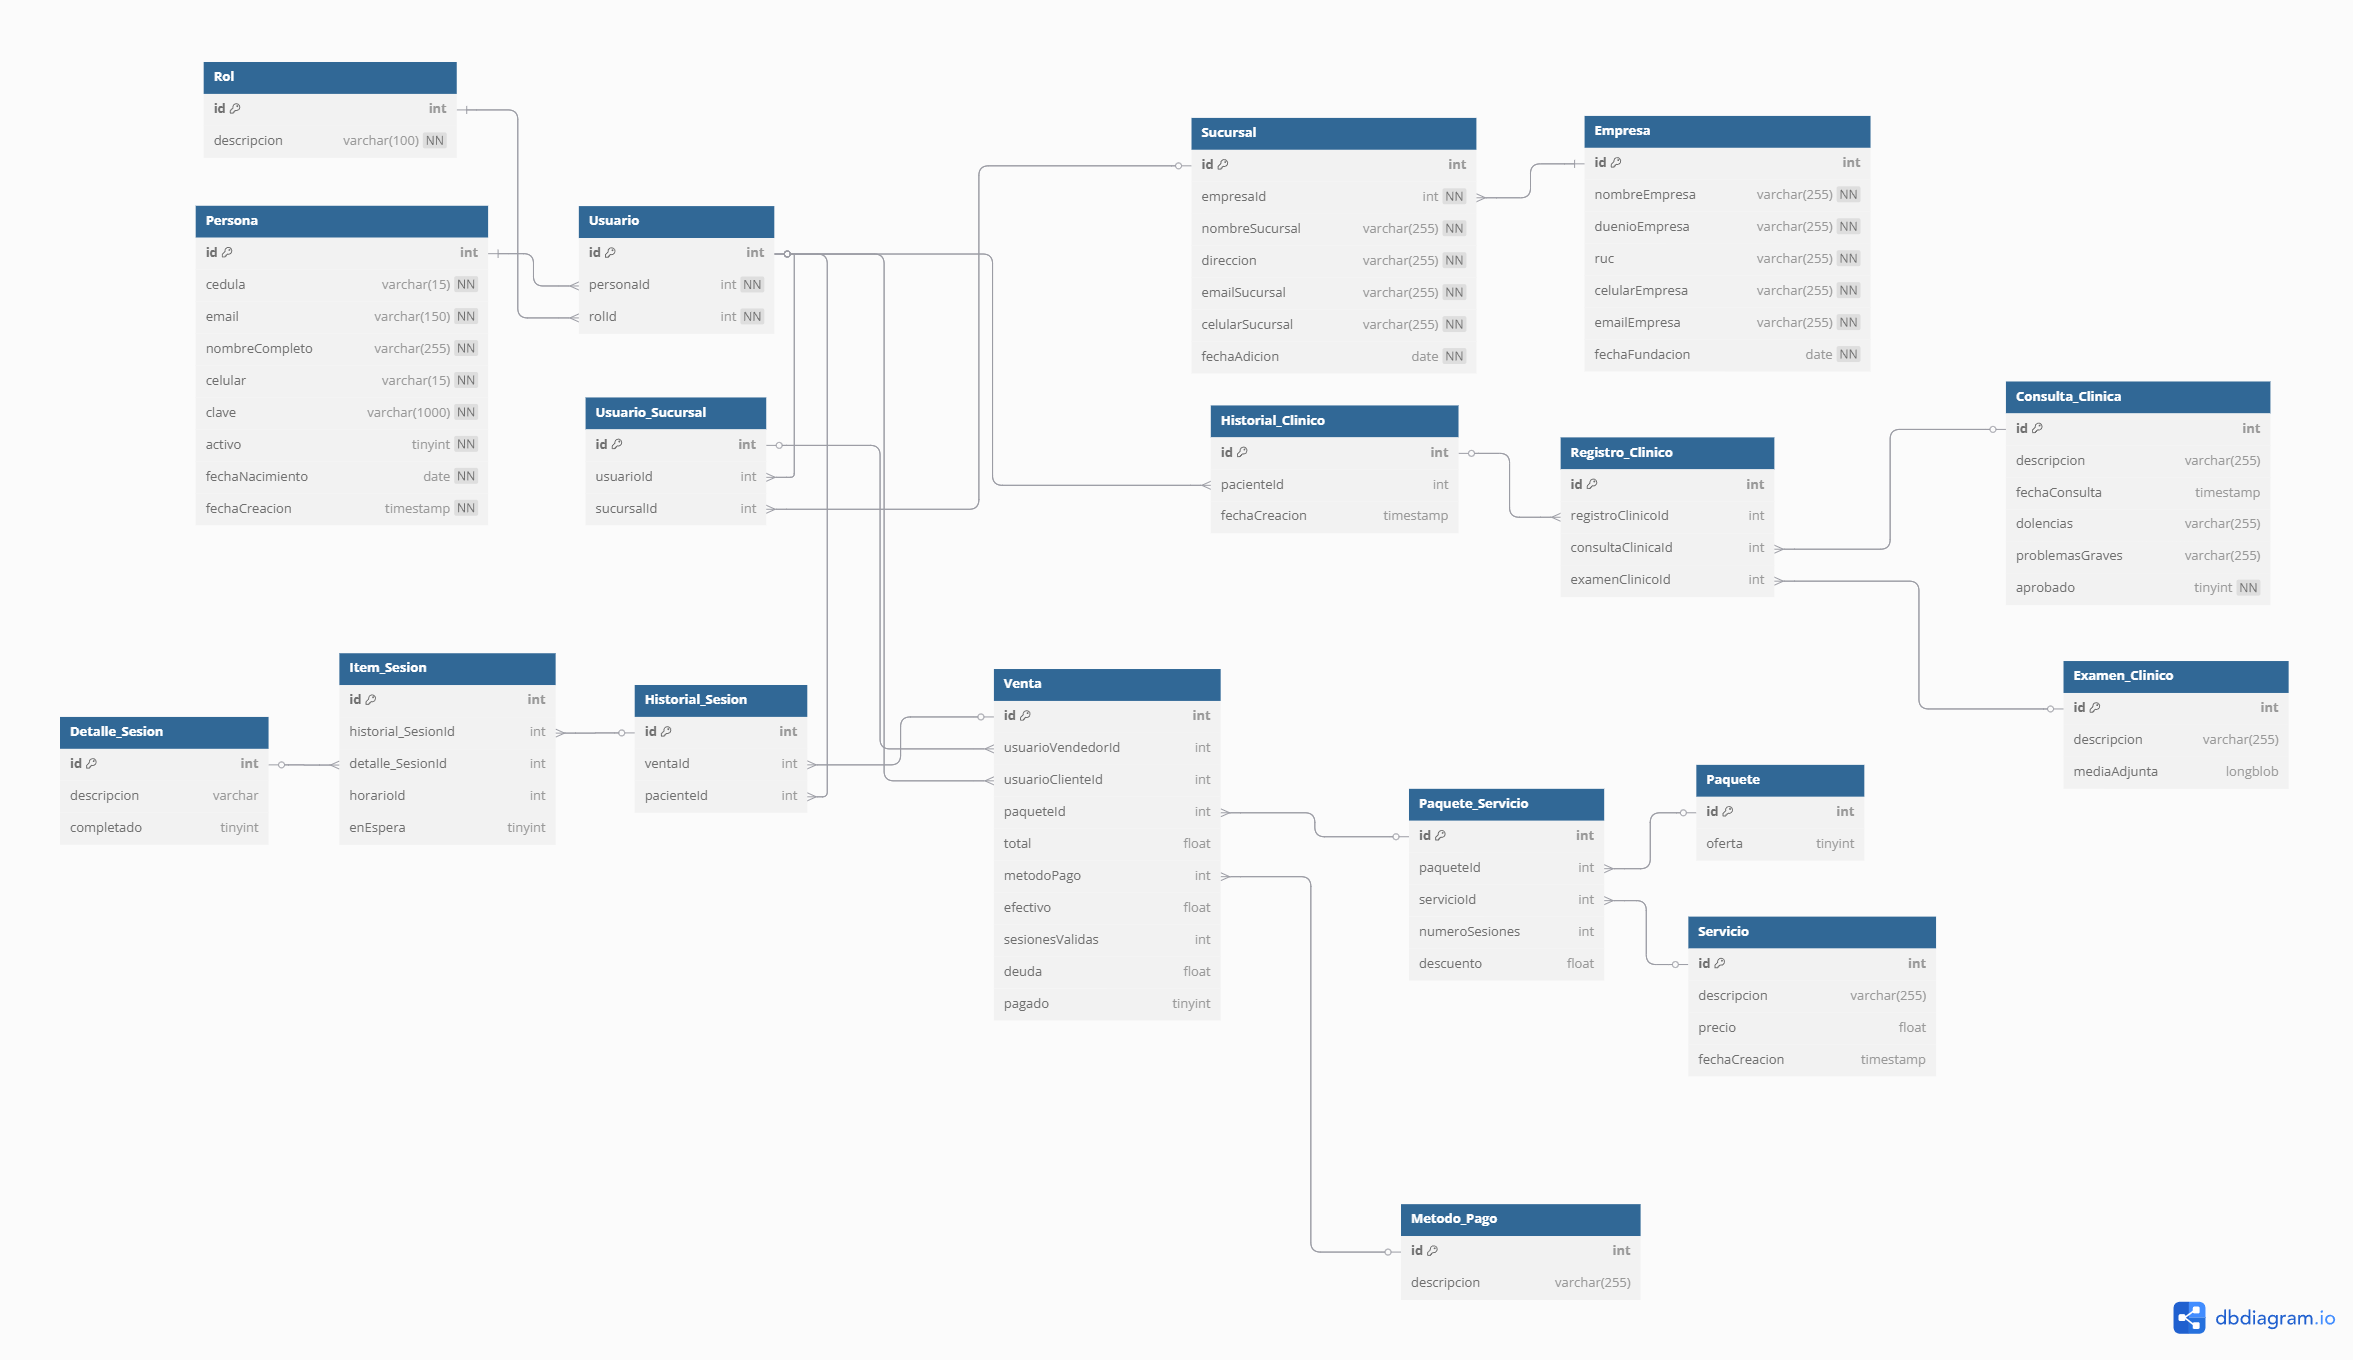 Rol
id int
descripcion varchar(100) NN
Persona
id int
cedula varchar(15) NN
email varchar(150) NN
nombreCompleto varchar(255) NN
celular varchar(15) NN
clave varchar(1000) NN
activo tinyint NN
fechaNacimiento date NN
fechaCreacion timestamp NN
Usuario
id int
personaId int NN
rolId int NN
Usuario_Sucursal
id int
usuarioId int
sucursalId int
Sucursal
id int
empresaId int NN
nombreSucursal varchar(255) NN
direccion varchar(255) NN
emailSucursal varchar(255) NN
celularSucursal varchar(255) NN
fechaAdicion date NN
Empresa
id int
nombreEmpresa varchar(255) NN
duenioEmpresa varchar(255) NN
ruc varchar(255) NN
celularEmpresa varchar(255) NN
emailEmpresa varchar(255) NN
fechaFundacion date NN
Historial_Clinico
id int
pacienteId int
fechaCreacion timestamp
Registro_Clinico
id int
registroClinicoId int
consultaClinicaId int
examenClinicoId int
Consulta_Clinica
id int
descripcion varchar(255)
fechaConsulta timestamp
dolencias varchar(255)
problemasGraves varchar(255)
aprobado tinyint NN
Detalle_Sesion
id int
descripcion varchar
completado tinyint
Item_Sesion
id int
historial_SesionId int
detalle_SesionId int
horarioId int
enEspera tinyint
Historial_Sesion
id int
ventaId int
pacienteId int
Venta
id int
usuarioVendedorId int
usuarioClienteId int
paqueteId int
total float
metodoPago int
efectivo float
sesionesValidas int
deuda float
pagado tinyint
Paquete_Servicio
id int
paqueteId int
servicioId int
numeroSesiones int
descuento float
Paquete
id int
oferta tinyint
Examen_Clinico
id int
descripcion varchar(255)
mediaAdjunta longblob
Servicio
id int
descripcion varchar(255)
precio float
fechaCreacion timestamp
Metodo_Pago
id int
descripcion varchar(255)
dbdiagram.io